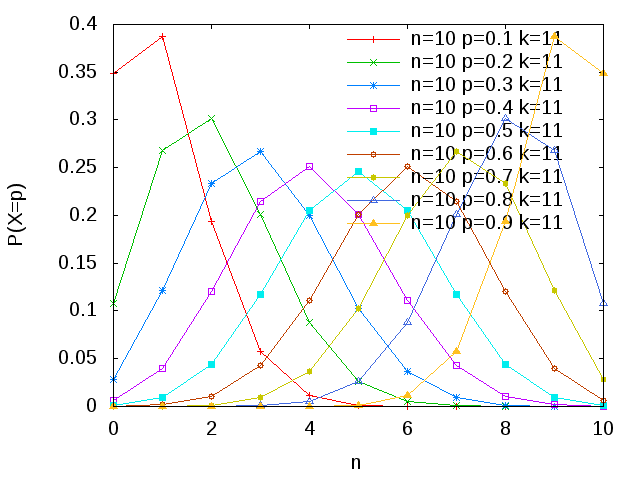 0.4
0.35
0.3
0.25
0.2
0.15
0.1
0.05
0
P(X=p)
n=10 p=0.1 k=11
n=10 p=0.2 k=11
n=10 p=0.3 k=11
n=10 p=0.4 k=11
n=10 p=0.5 k=11
n=10 p=0.6 k=11
n=10 p=0.7 k=11
n=10 p=0.8 k=11
n=10 p=0.9 k=11
0 2 4 6 8 10
n